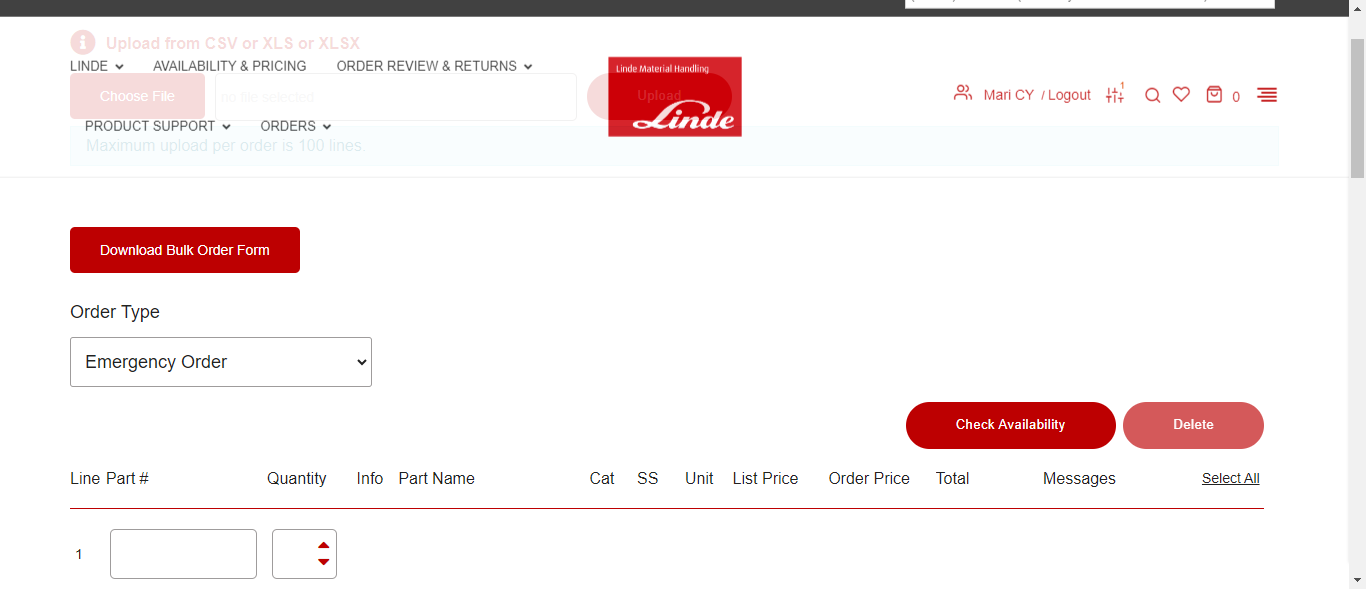 Upload from CSV or XLS or XLSX
LINDE AVAILABILITY & PRICING ORDER REVIEW & RETURNS
Linde Material Handling
Linde
Mari CY / Logout 1 0
Choose File no file selected Upload
PRODUCT SUPPORT ORDERS
Maximum upload per order is 100 lines.
Download Bulk Order Form
Order Type
Emergency Order
Check Availability Delete
Line Part # Quantity Info Part Name Cat SS Unit List Price Order Price Total Messages Select All
1